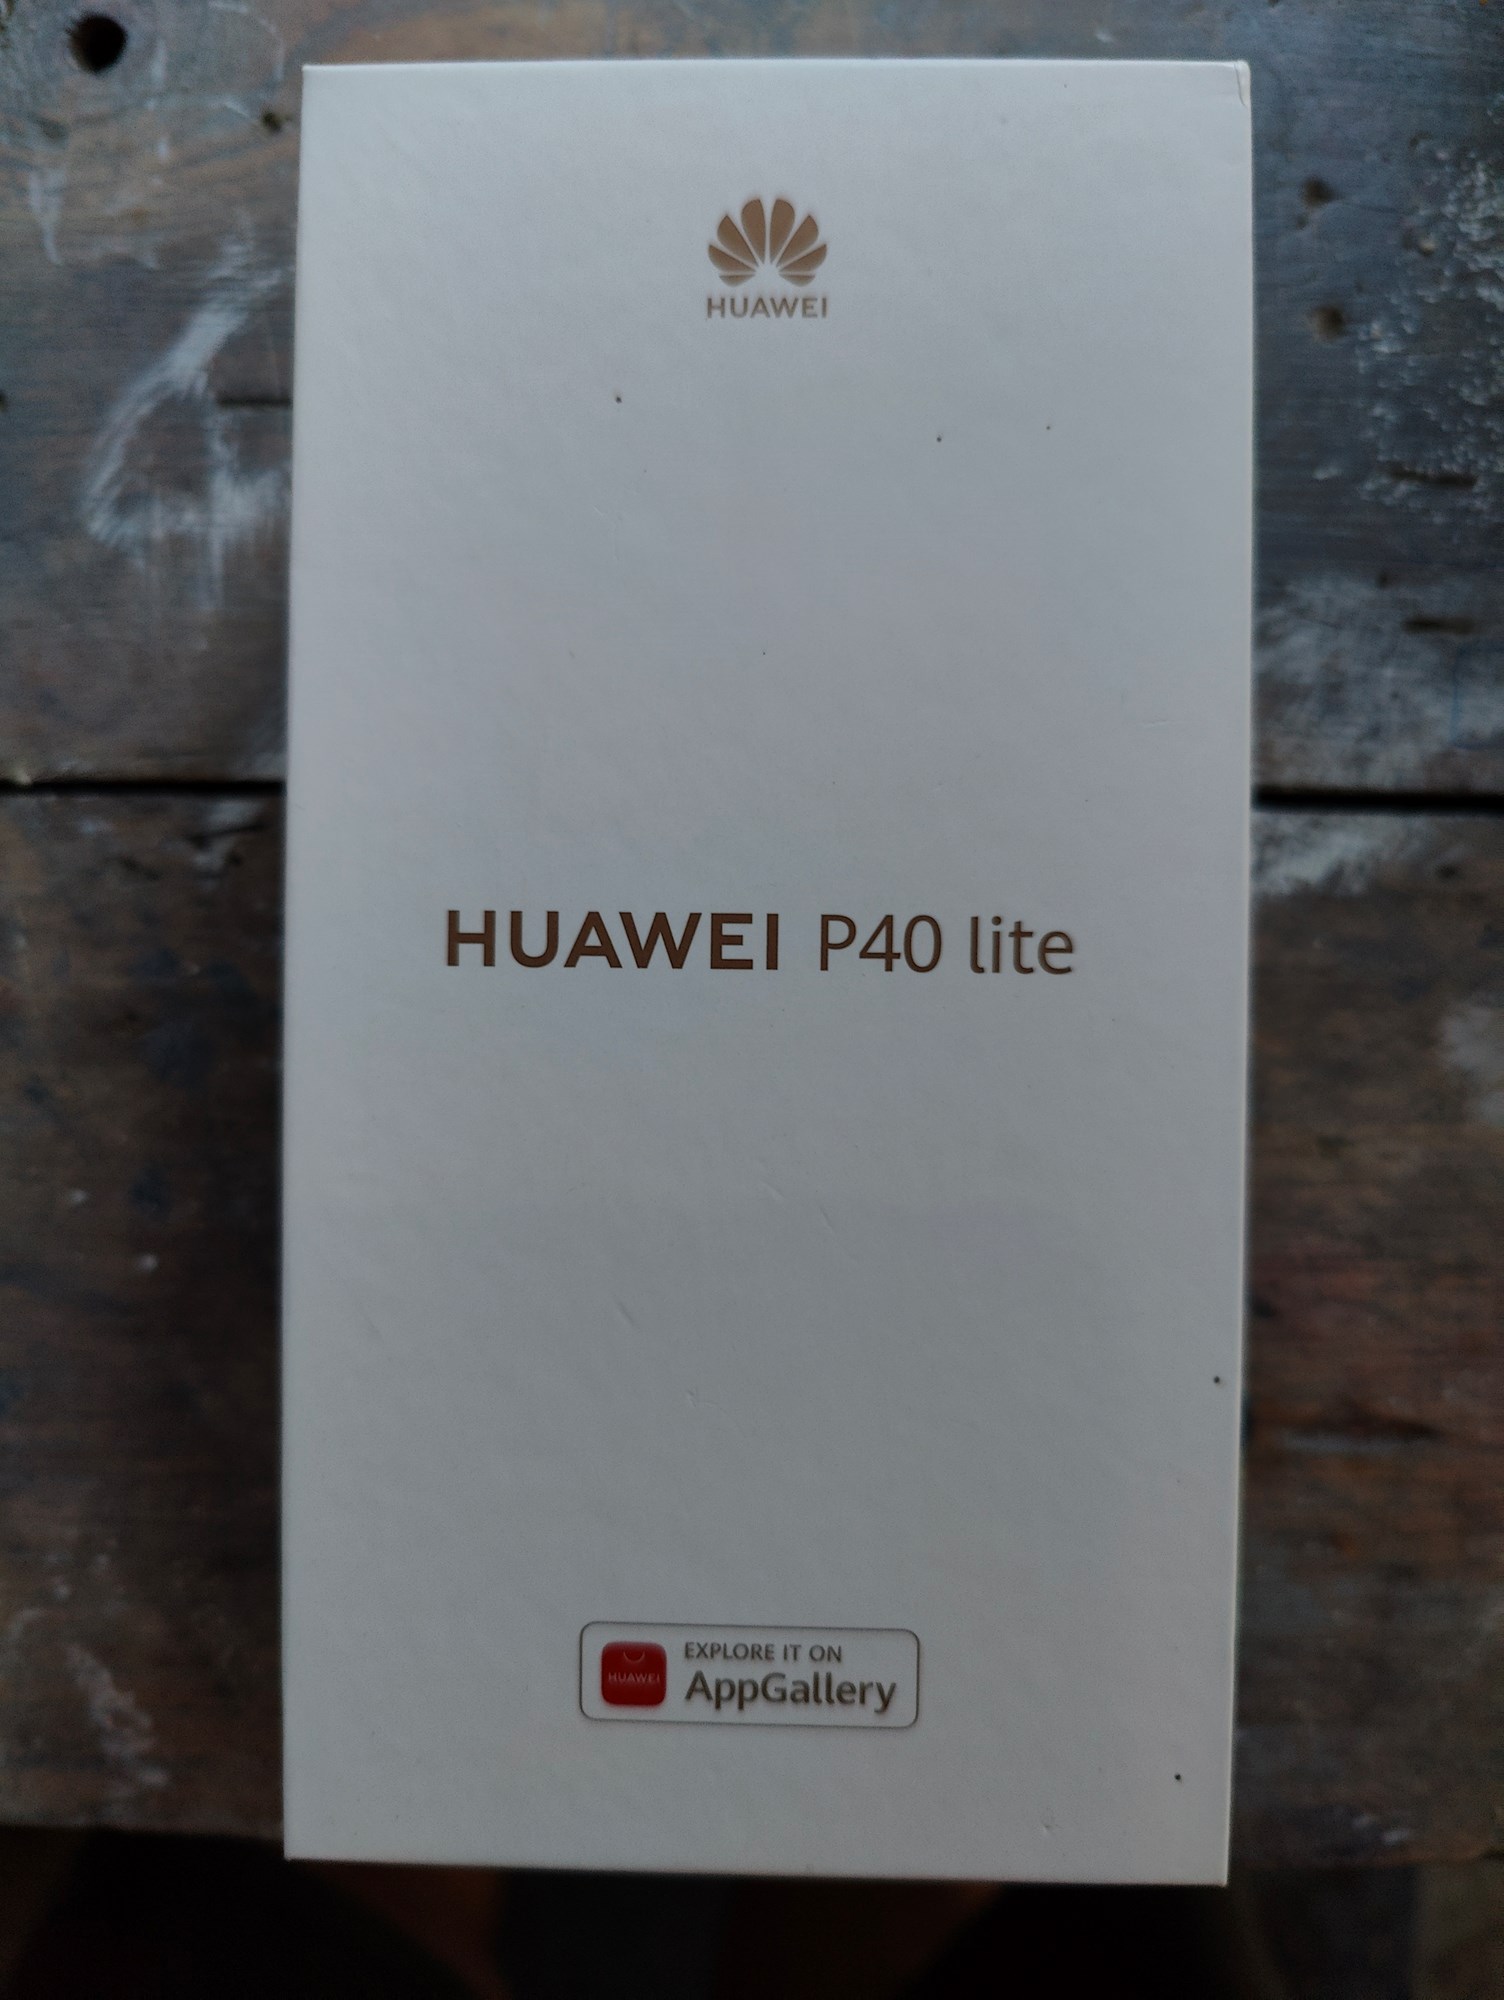 HUAWEI
HUAWEI P40 lite
HUAWEI
EXPLORE IT ON
AppGallery